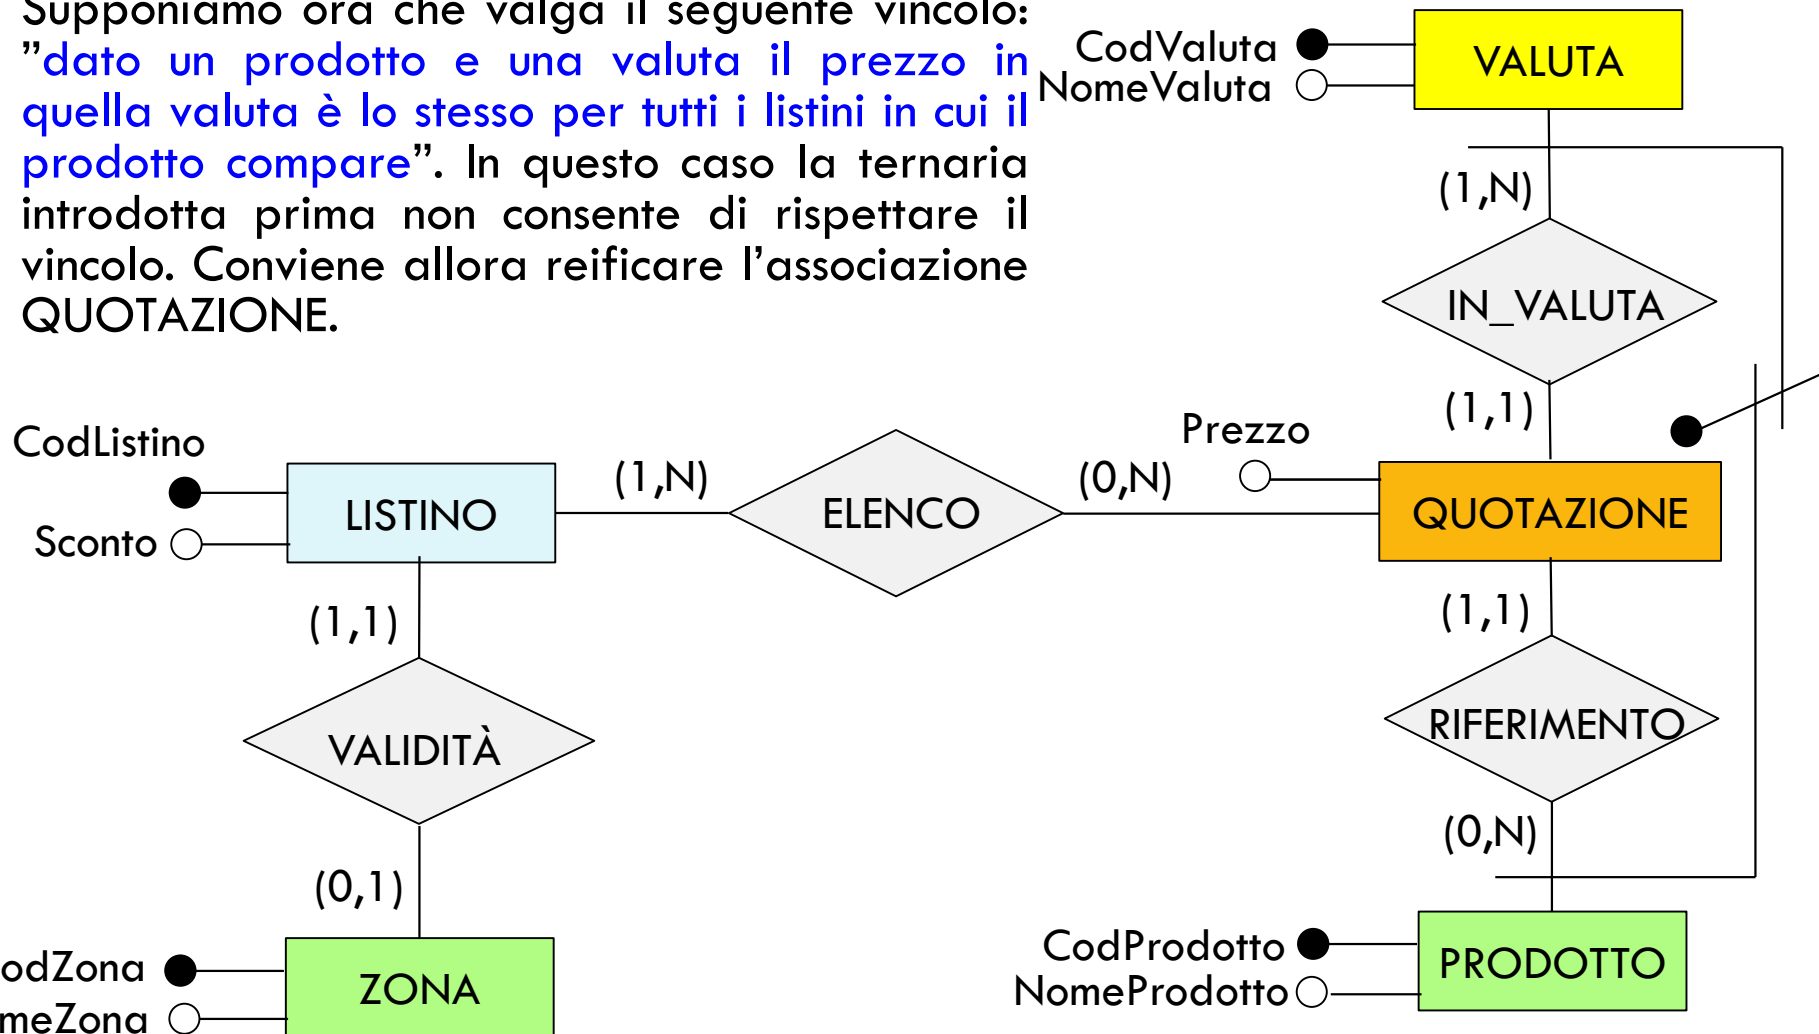 Supponiamo ora che valga il seguente vincolo:
”dato un prodotto e una valuta il prezzo in
quella valuta è lo stesso per tutti i listini in cui il
prodotto compare”. In questo caso la ternaria
introdotta prima non consente di rispettare il
vincolo. Conviene allora reificare l’associazione
QUOTAZIONE.
CodValuta
NomeValuta
VALUTA
(1,N)
IN_VALUTA
(1,1)
CodListino
Sconto
LISTINO
(1,N)
ELENCO
(0,N)
Prezzo
QUOTAZIONE
(1,1)
VALIDITÀ
(0,1)
(1,1)
RIFERIMENTO
(0,N)
odZona
meZona
ZONA
CodProdotto
NomeProdotto
PRODOTTO